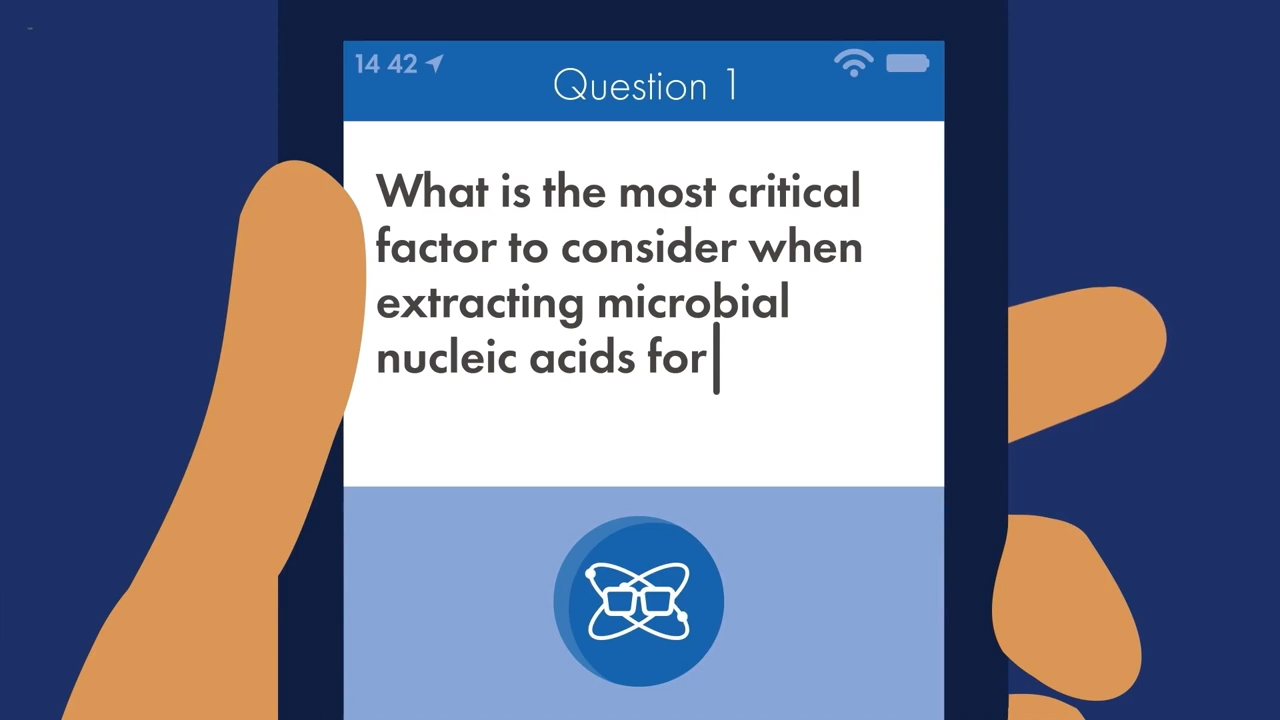 14 42
Question 1
What is the most critical
factor to consider when
extracting microbial
nucleic acids for